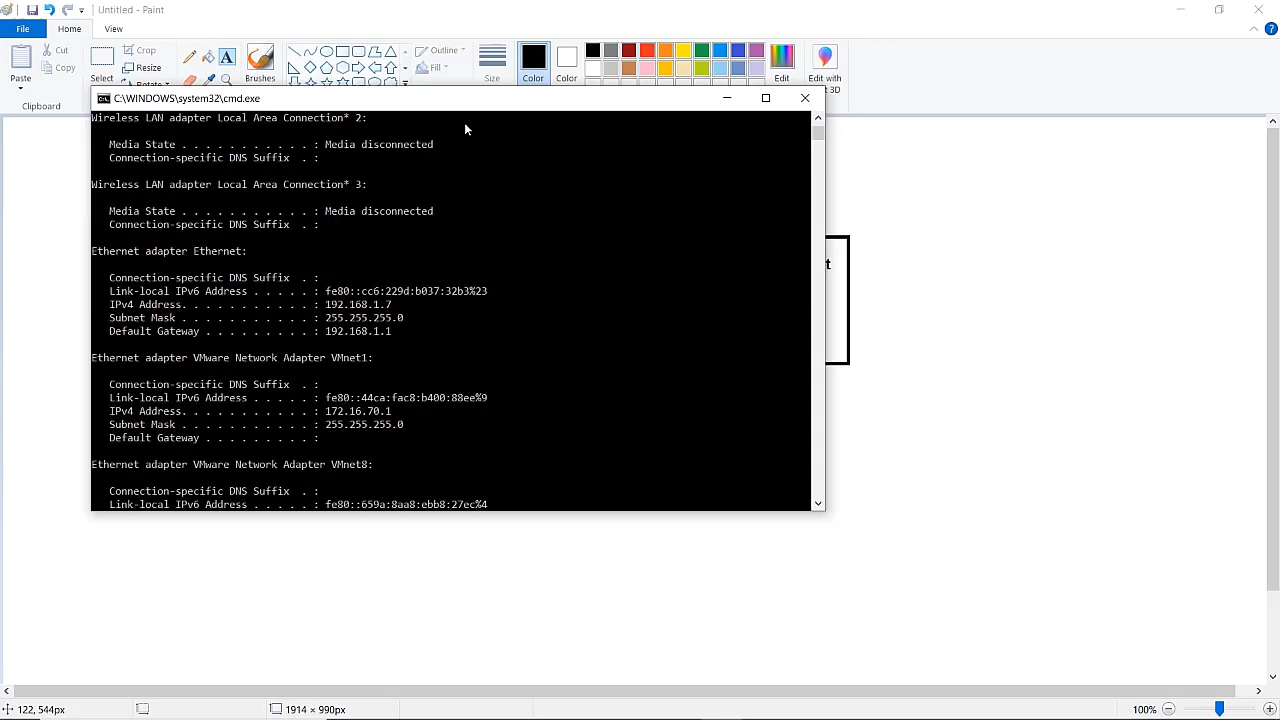 Untitled - Paint
File
Home
View
Paste
Cut
Copy
Clipboard
Select
Crop
Resize
Rotate
Brushes
Outline
Fill
Size
Color
Color
Edit
Edit with
3D
C:\WINDOWS\system32\cmd.exe
Wireless LAN adapter Local Area Connection* 2:
Media State . . . . . . . . . . . : Media disconnected
Connection-specific DNS Suffix  . :
Wireless LAN adapter Local Area Connection* 3:
Media State . . . . . . . . . . . : Media disconnected
Connection-specific DNS Suffix  . :
Ethernet adapter Ethernet:
Connection-specific DNS Suffix  . :
Link-local IPv6 Address . . . . . : fe80::cc6:229d:b037:32b3%23
IPv4 Address. . . . . . . . . . . : 192.168.1.7
Subnet Mask . . . . . . . . . . . : 255.255.255.0
Default Gateway . . . . . . . . . : 192.168.1.1
Ethernet adapter VMware Network Adapter VMnet1:
Connection-specific DNS Suffix  . :
Link-local IPv6 Address . . . . . : fe80::44ca:fac8:b400:88ee%9
IPv4 Address. . . . . . . . . . . : 172.16.70.1
Subnet Mask . . . . . . . . . . . : 255.255.255.0
Default Gateway . . . . . . . . . :
Ethernet adapter VMware Network Adapter VMnet8:
Connection-specific DNS Suffix  . :
Link-local IPv6 Address . . . . . : fe80::659a:8aa8:ebb8:27ec%4
t
122, 544px
1914 × 990px
100%